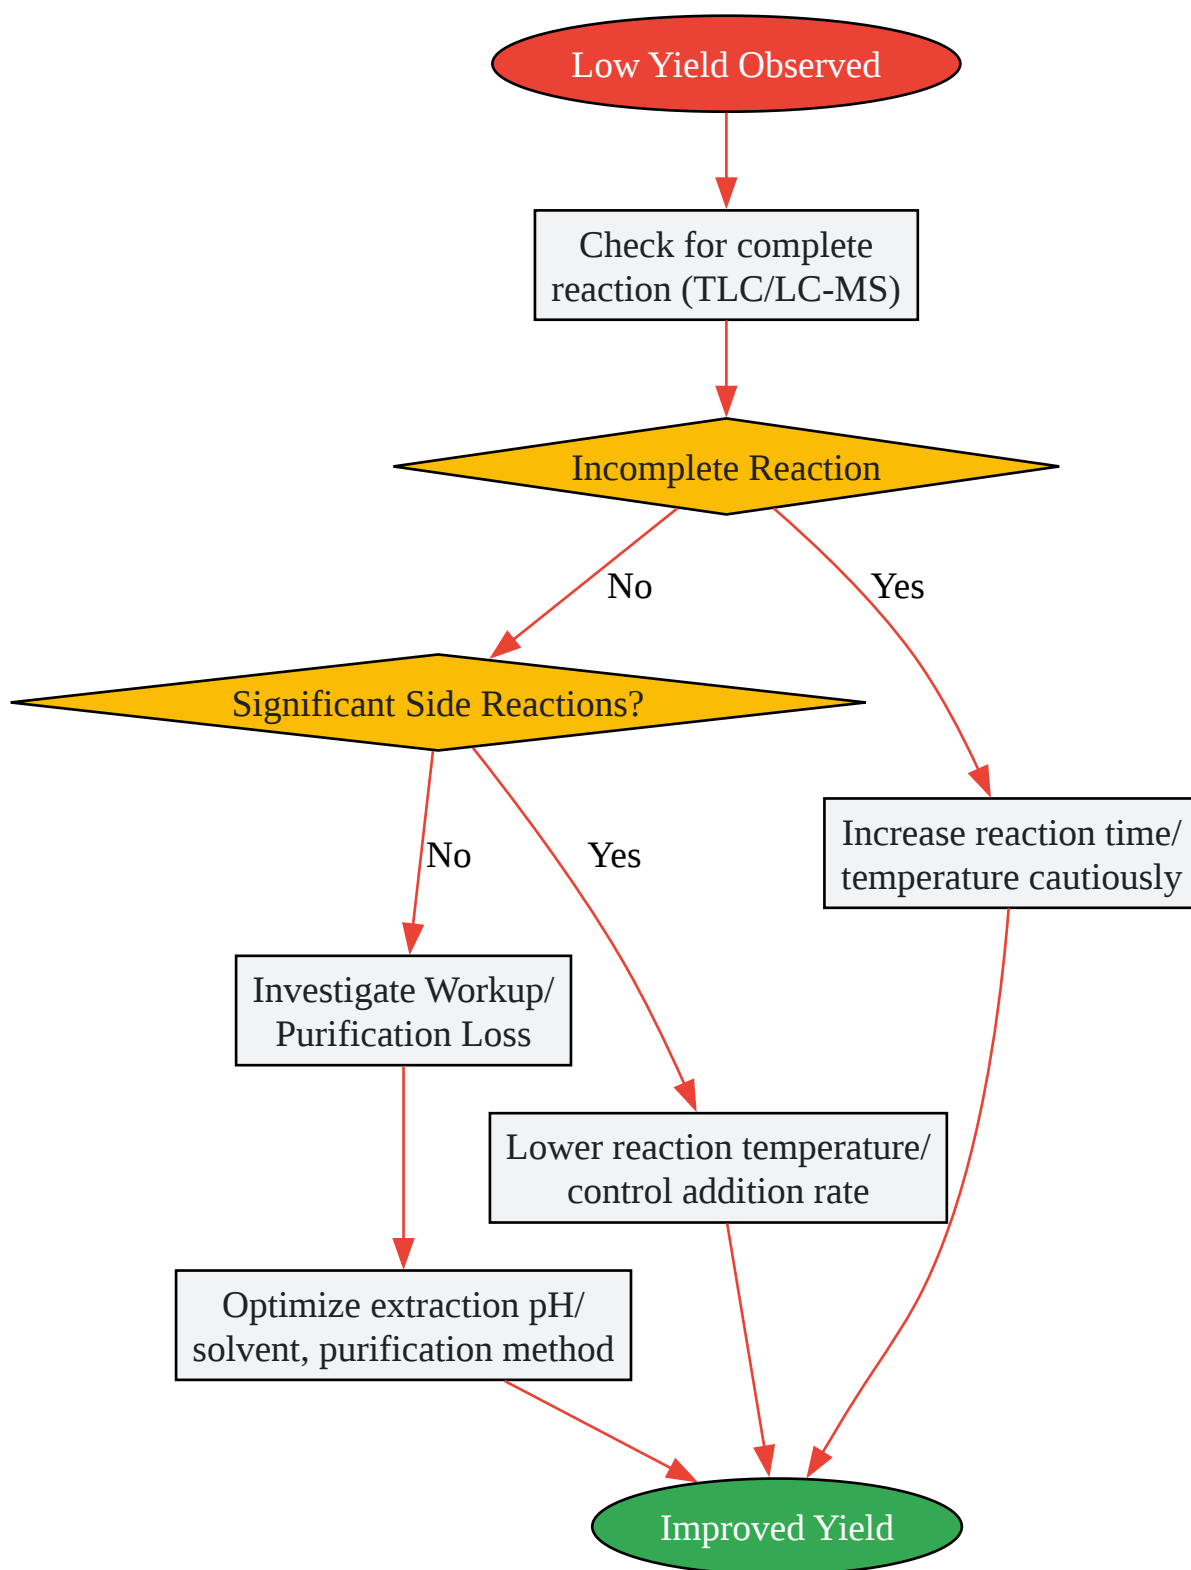 Low Yield Observed
Check for complete
reaction (TLC/LC-MS)
Incomplete Reaction
No
Yes
Significant Side Reactions?
Increase reaction time/
temperature cautiously
No
Yes
Investigate Workup/
Purification Loss
Lower reaction temperature/
control addition rate
Optimize extraction pH/
solvent, purification method
Improved Yield